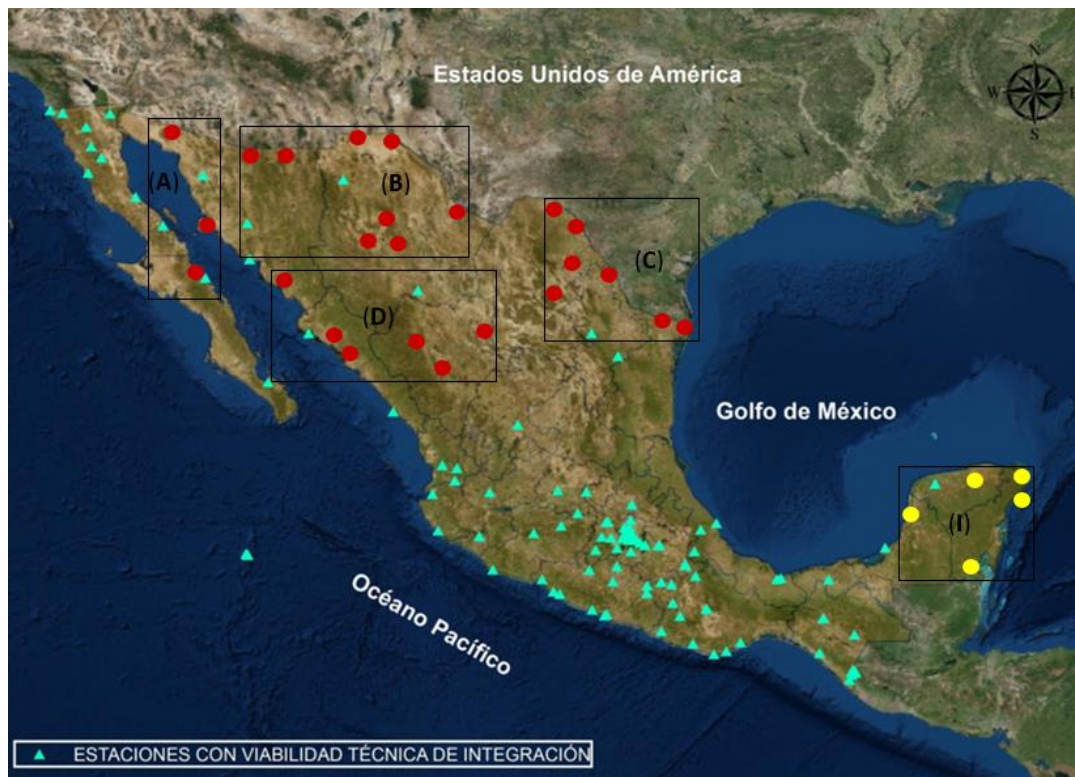 Estados Unidos de América
N
W E
S
(A)
(B)
(C)
(D)
Golfo de México
(I)
Océano Pacífico
ESTACIONES CON VIABILIDAD TÉCNICA DE INTEGRACIÓN